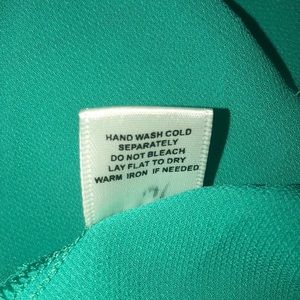 HAND WASH COLD
SEPARATELY
DO NOT BLEACH
LAY FLAT TO DRY
WARM IRON IF NEEDED